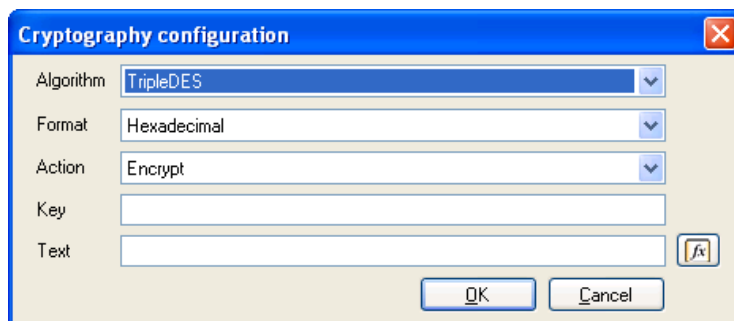 Cryptography configuration
Algorithm TripleDES
Format Hexadecimal
Action Encrypt
Key
Text fx
OK Cancel